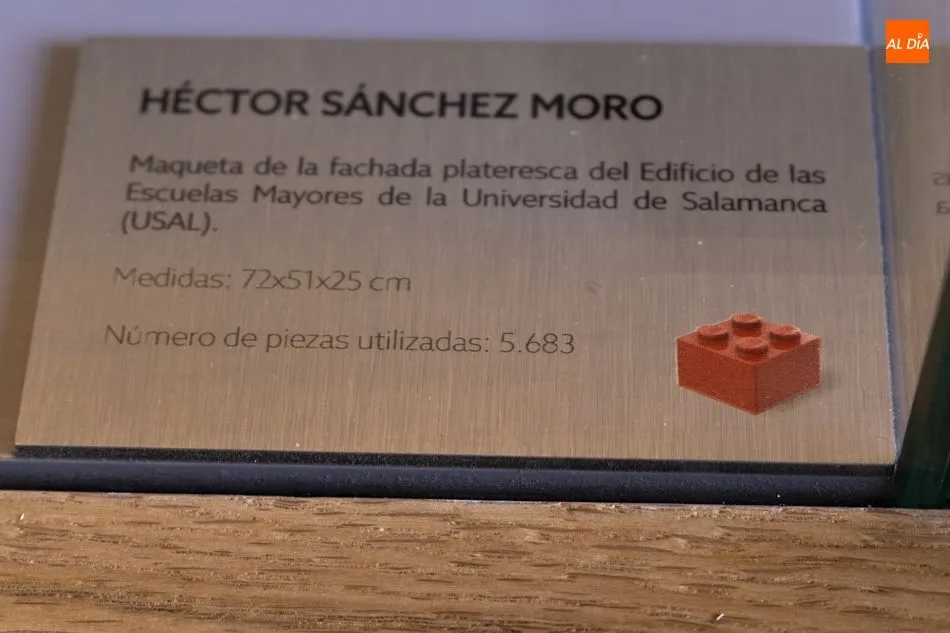 AL DÍA
HÉCTOR SÁNCHEZ MORO
Maqueta de la fachada plateresca del Edificio de las
Escuelas Mayores de la Universidad de Salamanca
(USAL).
Medidas: 72x51x25 cm
Número de piezas utilizadas: 5.683